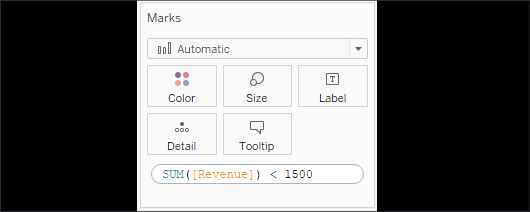 Marks
Automatic
Color Size Label
Detail Tooltip
SUM([Revenue]) < 1500